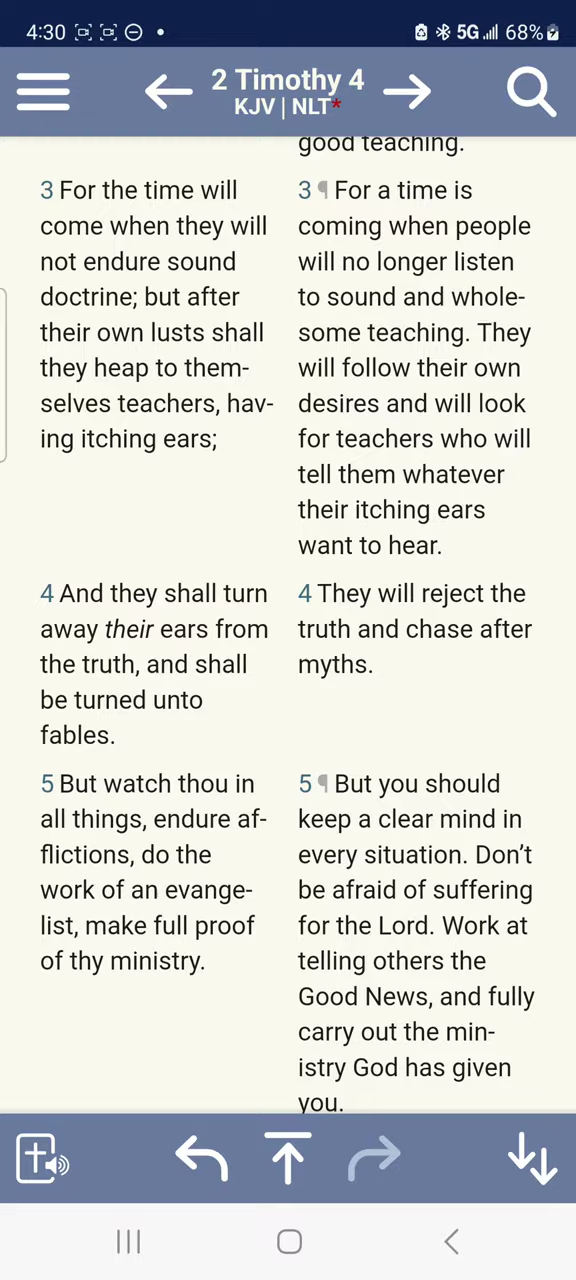 4:30 5G 68%
2 Timothy 4
KJV | NLT*
good teaching.
3 For the time will
come when they will
not endure sound
doctrine; but after
their own lusts shall
they heap to them-
selves teachers, hav-
ing itching ears;
3 ¶ For a time is
coming when people
will no longer listen
to sound and whole-
some teaching. They
will follow their own
desires and will look
for teachers who will
tell them whatever
their itching ears
want to hear.
4 And they shall turn
away their ears from
the truth, and shall
be turned unto
fables.
4 They will reject the
truth and chase after
myths.
5 But watch thou in
all things, endure af-
flictions, do the
work of an evange-
list, make full proof
of thy ministry.
5 ¶ But you should
keep a clear mind in
every situation. Don’t
be afraid of suffering
for the Lord. Work at
telling others the
Good News, and fully
carry out the min-
istry God has given
you.